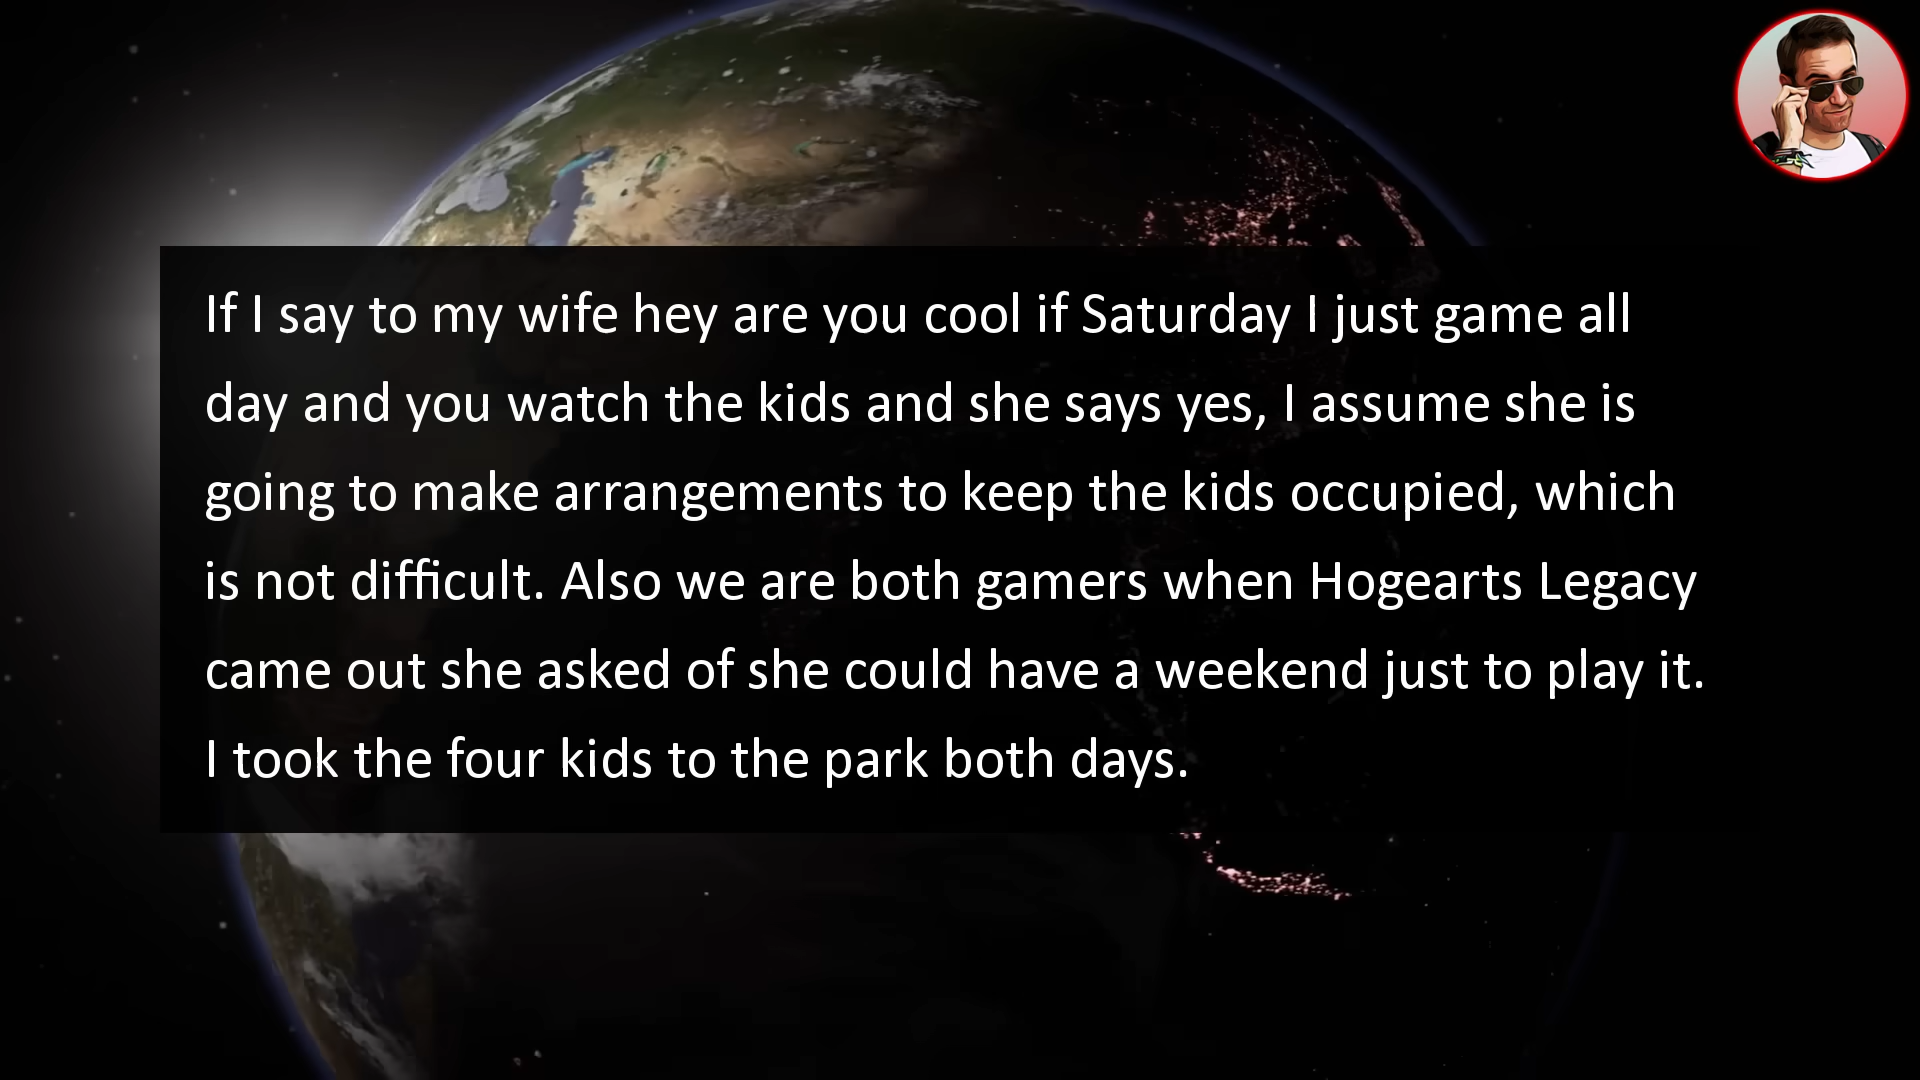 If I say to my wife hey are you cool if Saturday I just game all
day and you watch the kids and she says yes, I assume she is
going to make arrangements to keep the kids occupied, which
is not difficult. Also we are both gamers when Hogearts Legacy
came out she asked of she could have a weekend just to play it.
I took the four kids to the park both days.